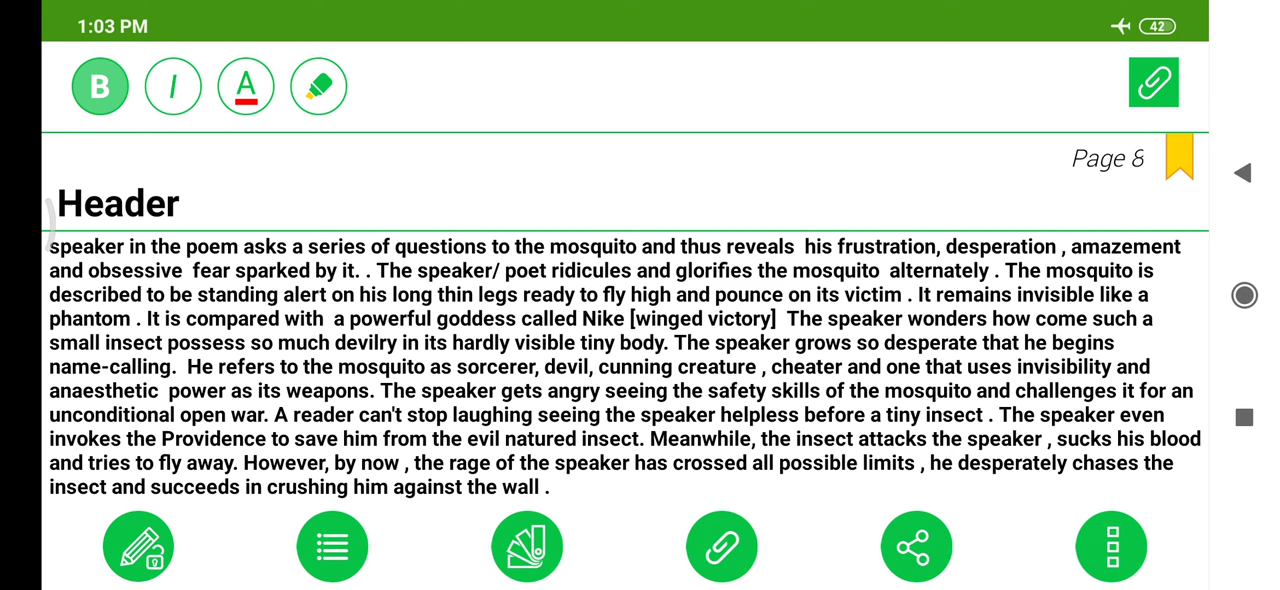 1:03 PM
42
B I A
Page 8
Header
speaker in the poem asks a series of questions to the mosquito and thus reveals  his frustration, desperation , amazement
and obsessive  fear sparked by it. . The speaker/ poet ridicules and glorifies the mosquito  alternately . The mosquito is
described to be standing alert on his long thin legs ready to fly high and pounce on its victim . It remains invisible like a
phantom . It is compared with  a powerful goddess called Nike [winged victory]  The speaker wonders how come such a
small insect possess so much devilry in its hardly visible tiny body. The speaker grows so desperate that he begins
name-calling.  He refers to the mosquito as sorcerer, devil, cunning creature , cheater and one that uses invisibility and
anaesthetic  power as its weapons. The speaker gets angry seeing the safety skills of the mosquito and challenges it for an
unconditional open war. A reader can't stop laughing seeing the speaker helpless before a tiny insect . The speaker even
invokes the Providence to save him from the evil natured insect. Meanwhile, the insect attacks the speaker , sucks his blood
and tries to fly away. However, by now , the rage of the speaker has crossed all possible limits , he desperately chases the
insect and succeeds in crushing him against the wall .